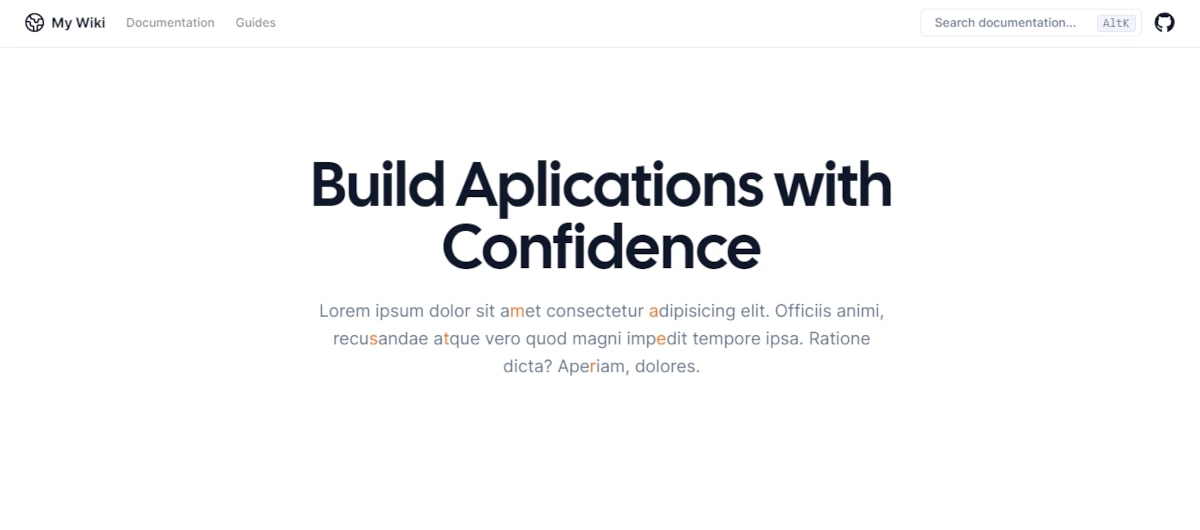 My Wiki Documentation Guides Search documentation... AltK
Build Aplications with
Confidence
Lorem ipsum dolor sit amet consectetur adipisicing elit. Officiis animi,
recusandae atque vero quod magni impedit tempore ipsa. Ratione
dicta? Aperiam, dolores.